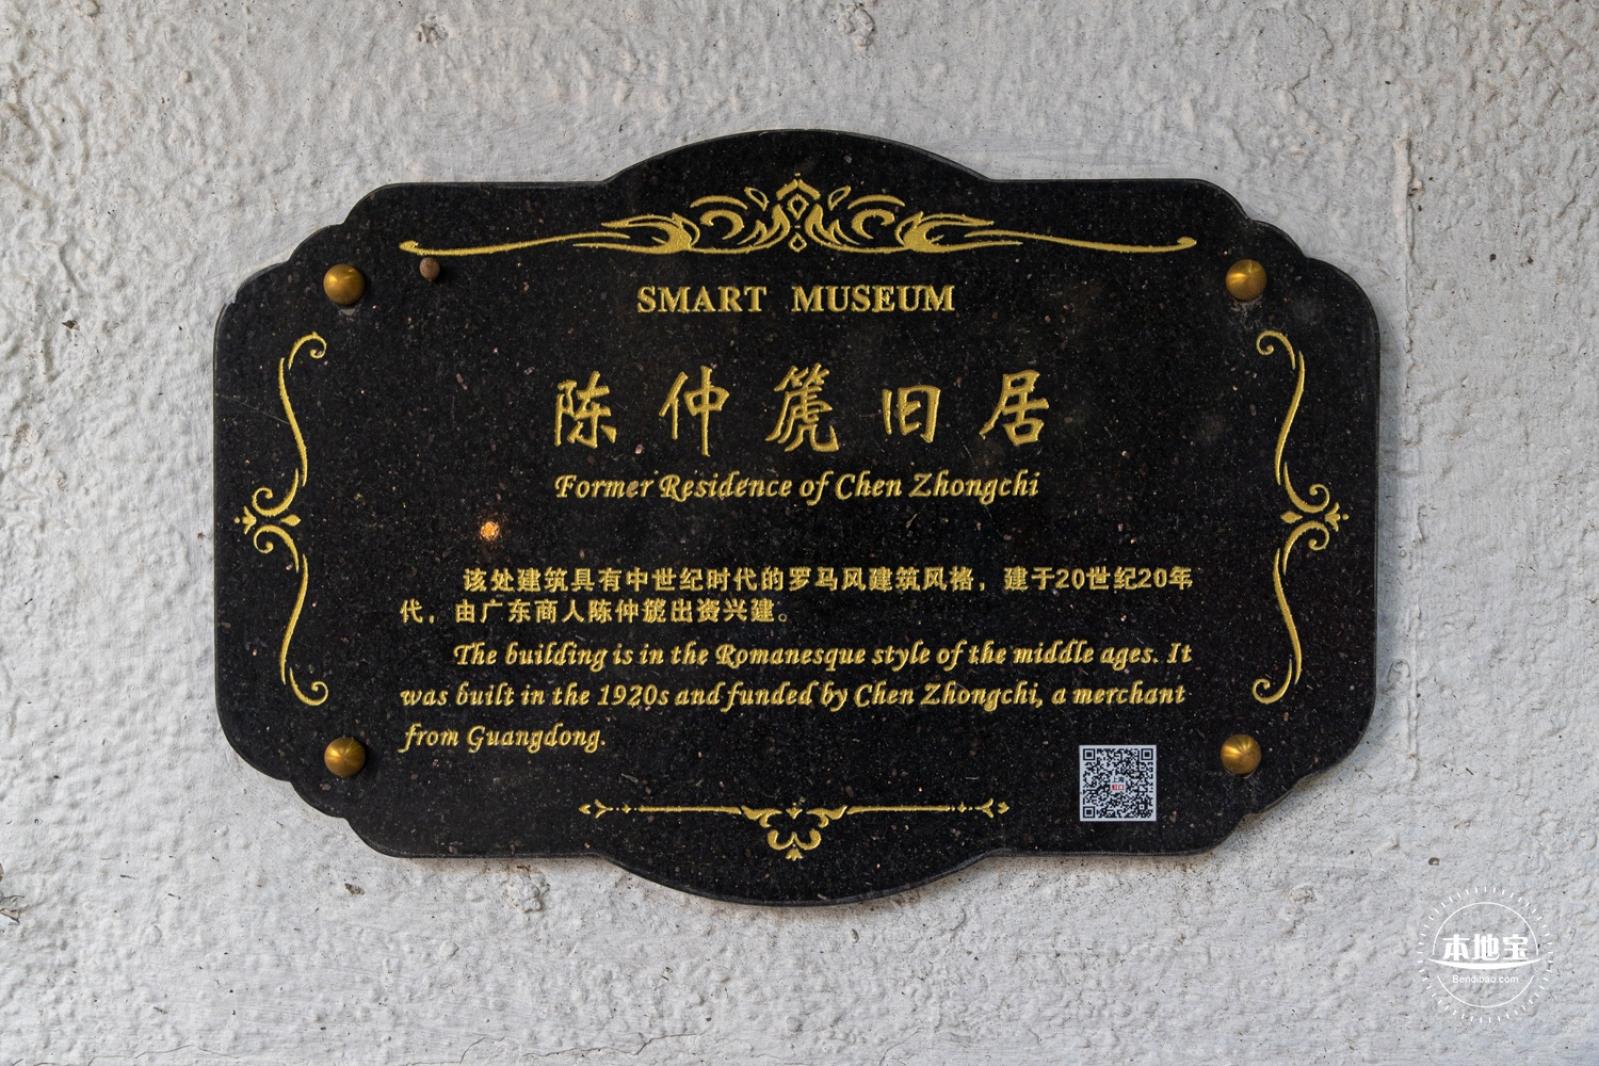 SMART MUSEUM
陈仲篪旧居
Former Residence of Chen Zhongchi
该处建筑具有中世纪时代的罗马风建筑风格，建于20世纪20年
代，由广东商人陈仲篪出资兴建。
The building is in the Romanesque style of the middle ages. It
was built in the 1920s and funded by Chen Zhongchi, a merchant
from Guangdong.
本地宝
Bendibao.com